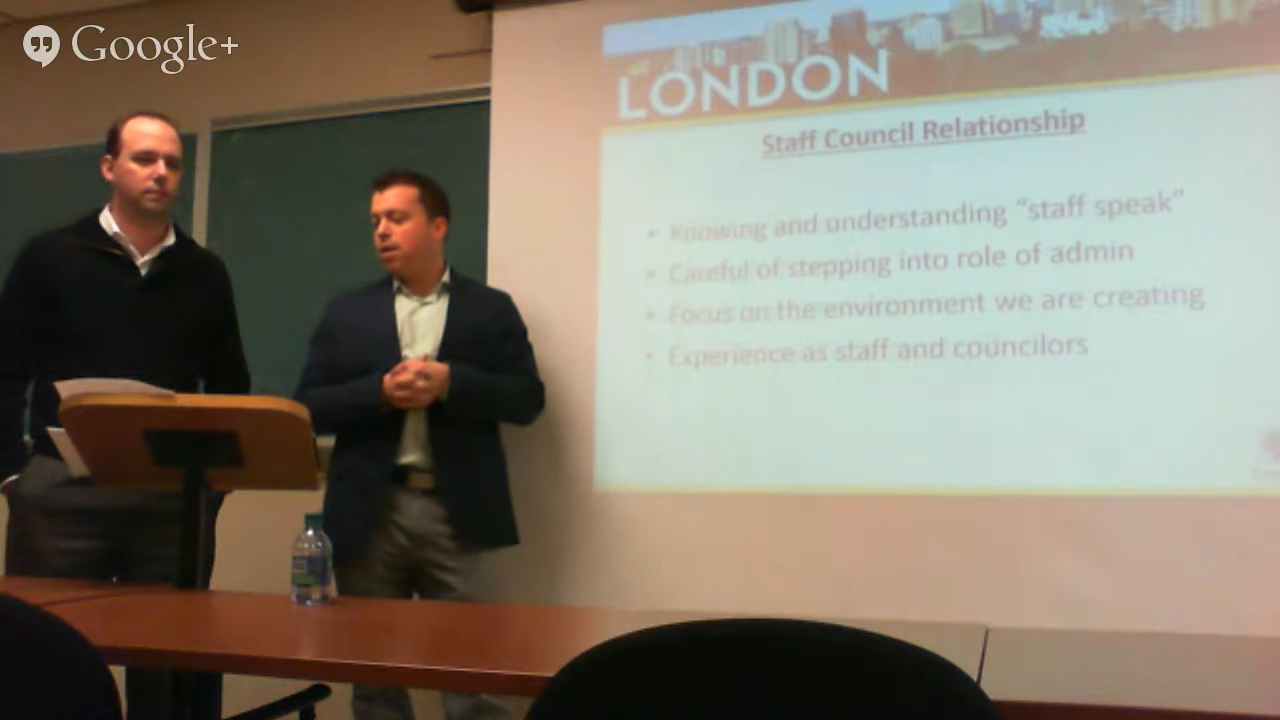 Google+
LONDON
Staff Council Relationship
• Knowing and understanding “staff speak”
• Careful of stepping into role of admin
• Focus on the environment we are creating
• Experience as staff and councilors